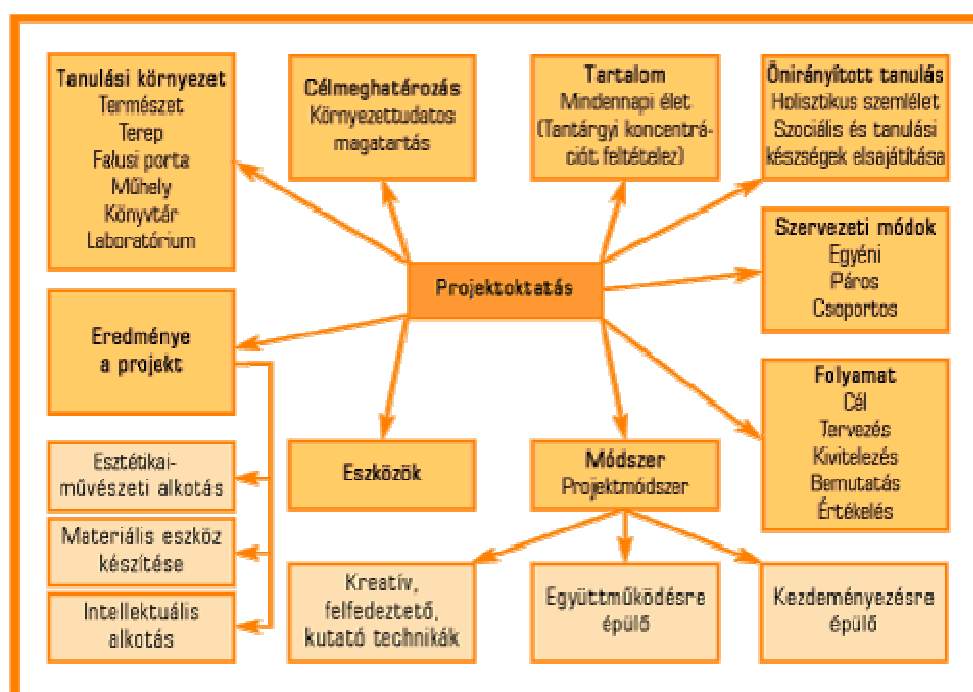 Tanulási környezet
Természet
Terep
Falusi porta
Műhely
Könyvtár
Laboratórium
Célmeghatározás
Környezettudatos
magatartás
Tartalom
Mindennapi élet
(Tantárgyi koncentrá-
ciót feltételez)
Önirányított tanulás
Holisztikus szemlélet
Szociális és tanulási
készségek elsajátítása
Szervezeti módok
Egyéni
Páros
Csoportos
Projektoktatás
Eredménye
a projekt
Folyamat
Cál
Tervezés
Kivitelezés
Bemutatás
Értékelés
Esztétikai-
művészeti alkotás
Materiális eszköz
készítése
Intellektuális
alkotás
Eszközök
Módszer
Projektmódszer
Kreatív,
felfedeztető,
kutató technikák
Együttműködésre
épülő
Kezdeményezésre
épülő